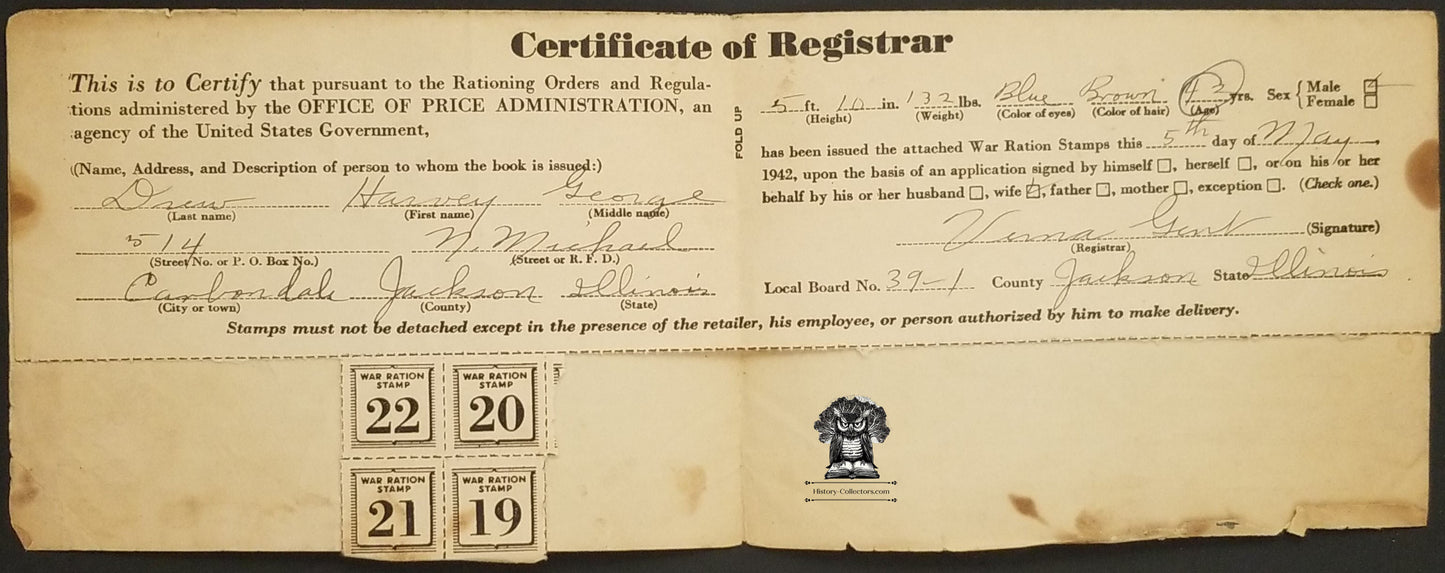 Certificate of Registrar
This is to Certify that pursuant to the Rationing Orders and Regula-
tions administered by the OFFICE OF PRICE ADMINISTRATION, an
agency of the United States Government,
(Name, Address, and Description of person to whom the book is issued:)
Drew Harvey George
(Last name) (First name) (Middle name)
514 N. Michael
(Street No. or P. O. Box No.) (Street or R. F. D.)
Carbondale Jackson Illinois
(City or town) (County) (State)
FOLD UP
5 ft. 10 in. 132 lbs. Blue Brown 43 yrs. Sex { Male
Female
(Height) (Weight) (Color of eyes) (Color of hair) (Age)
has been issued the attached War Ration Stamps this 5th day of May,
1942, upon the basis of an application signed by himself □, herself □, or on his or her
behalf by his or her husband □, wife ☑, father □, mother □, exception □. (Check one.)
Verna Gent (Signature)
(Registrar)
Local Board No. 39-1 County Jackson State Illinois
Stamps must not be detached except in the presence of the retailer, his employee, or person authorized by him to make delivery.
WAR RATION STAMP 22
WAR RATION STAMP 20
WAR RATION STAMP 21
WAR RATION STAMP 19
History-Collectors.com